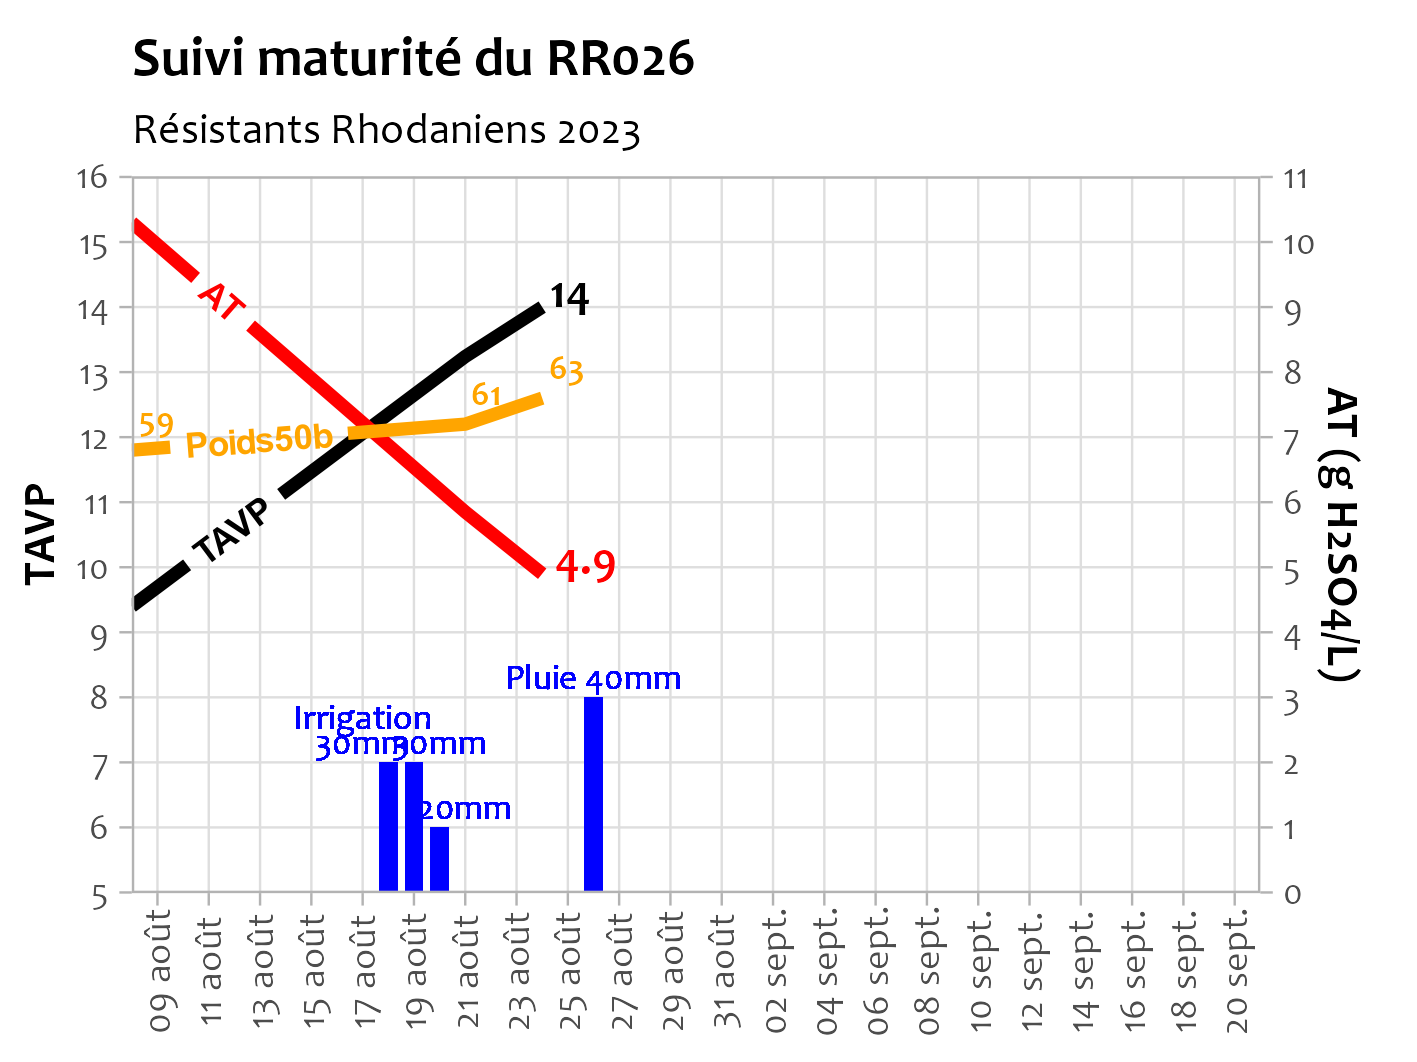 Suivi maturité du RR026
Résistants Rhodaniens 2023
TAVP
16
15
14
13
12
11
10
9
8
7
6
5
AT
14
63
61
59
Poids50b
TAVP
4.9
Pluie 40mm
Irrigation
30mm
30mm
20mm
11
10
9
8
7
6
5
4
3
2
1
0
AT (g H2SO4/L)
09 août
11 août
13 août
15 août
17 août
19 août
21 août
23 août
25 août
27 août
29 août
31 août
02 sept.
04 sept.
06 sept.
08 sept.
10 sept.
12 sept.
14 sept.
16 sept.
18 sept.
20 sept.